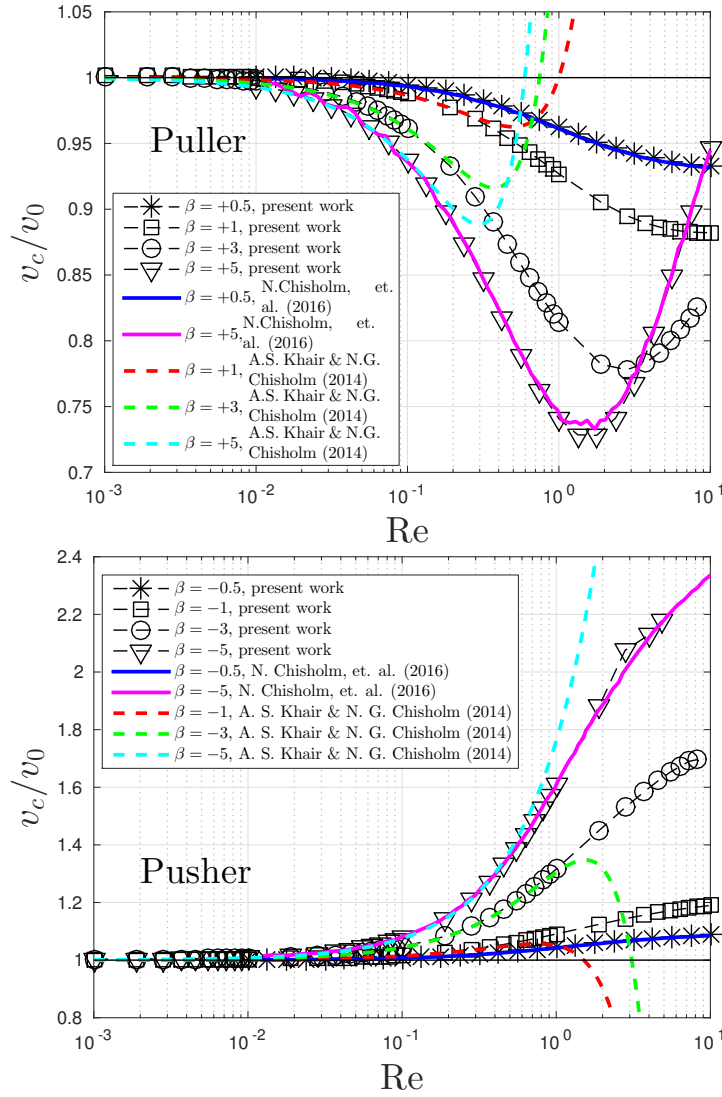 1.05
1
0.95
0.9
0.85
0.8
0.75
0.7
v_c/v_0
Puller
β = +0.5, present work
β = +1, present work
β = +3, present work
β = +5, present work
β = +0.5, N.Chisholm, et. al. (2016)
β = +5, N.Chisholm, et. al. (2016)
β = +1, A.S. Khair & N.G. Chisholm (2014)
β = +3, A.S. Khair & N.G. Chisholm (2014)
β = +5, A.S. Khair & N.G. Chisholm (2014)
10^-3 10^-2 10^-1 10^0 10^1
Re
2.4
2.2
2
1.8
1.6
1.4
1.2
1
0.8
v_c/v_0
β = −0.5, present work
β = −1, present work
β = −3, present work
β = −5, present work
β = −0.5, N. Chisholm, et. al. (2016)
β = −5, N. Chisholm, et. al. (2016)
β = −1, A. S. Khair & N. G. Chisholm (2014)
β = −3, A. S. Khair & N. G. Chisholm (2014)
β = −5, A. S. Khair & N. G. Chisholm (2014)
Pusher
10^-3 10^-2 10^-1 10^0 10^1
Re